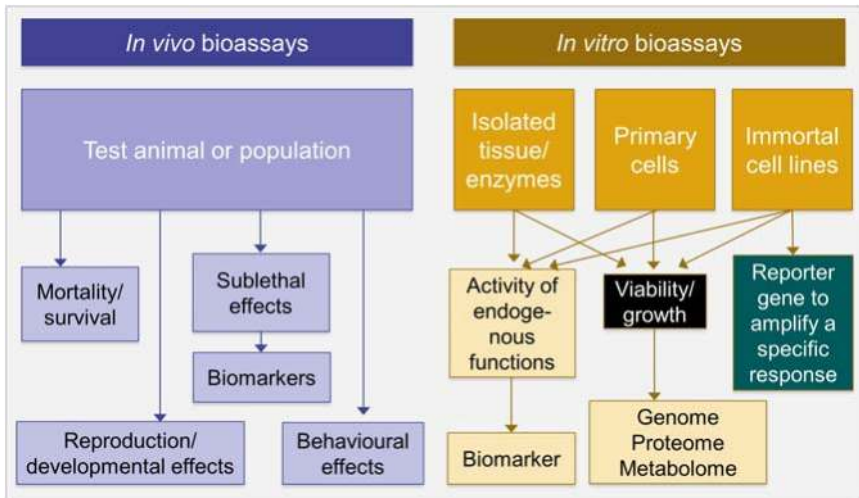 In vivo bioassays
In vitro bioassays
Test animal or population
Isolated
tissue/
enzymes
Primary
cells
Immortal
cell lines
Mortality/
survival
Sublethal
effects
Biomarkers
Reproduction/
developmental effects
Behavioural
effects
Activity of
endoge-
nous
functions
Viability/
growth
Reporter
gene to
amplify a
specific
response
Biomarker
Genome
Proteome
Metabolome